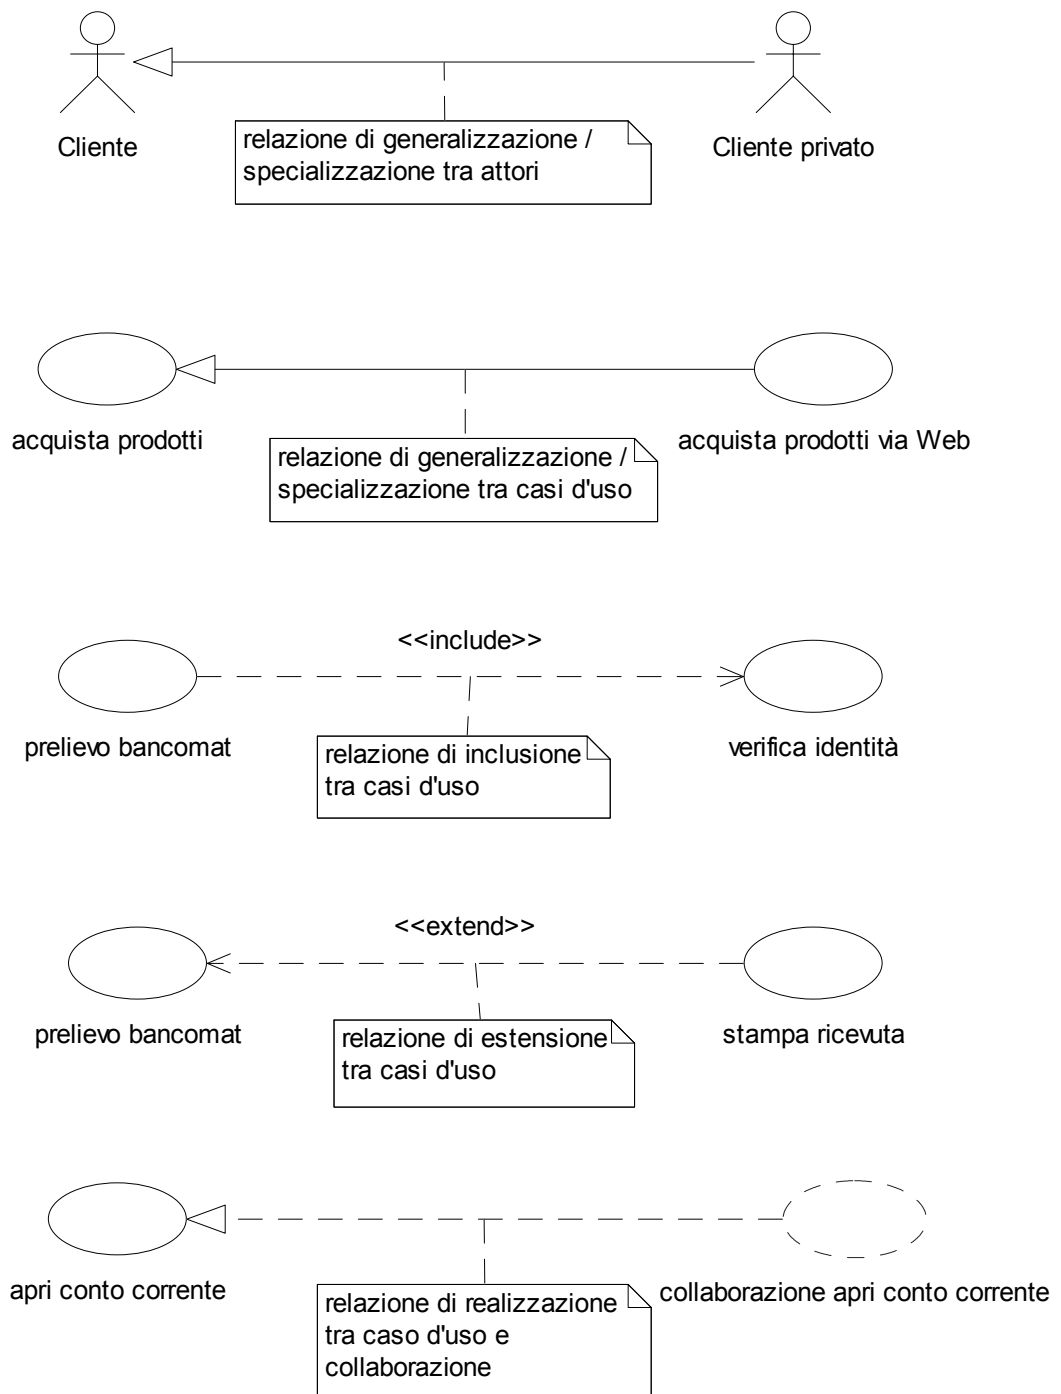 Cliente
relazione di generalizzazione /
specializzazione tra attori
Cliente privato
acquista prodotti
relazione di generalizzazione /
specializzazione tra casi d'uso
acquista prodotti via Web
<<include>>
prelievo bancomat
relazione di inclusione
tra casi d'uso
verifica identità
<<extend>>
prelievo bancomat
relazione di estensione
tra casi d'uso
stampa ricevuta
apri conto corrente
relazione di realizzazione
tra caso d'uso e
collaborazione
collaborazione apri conto corrente